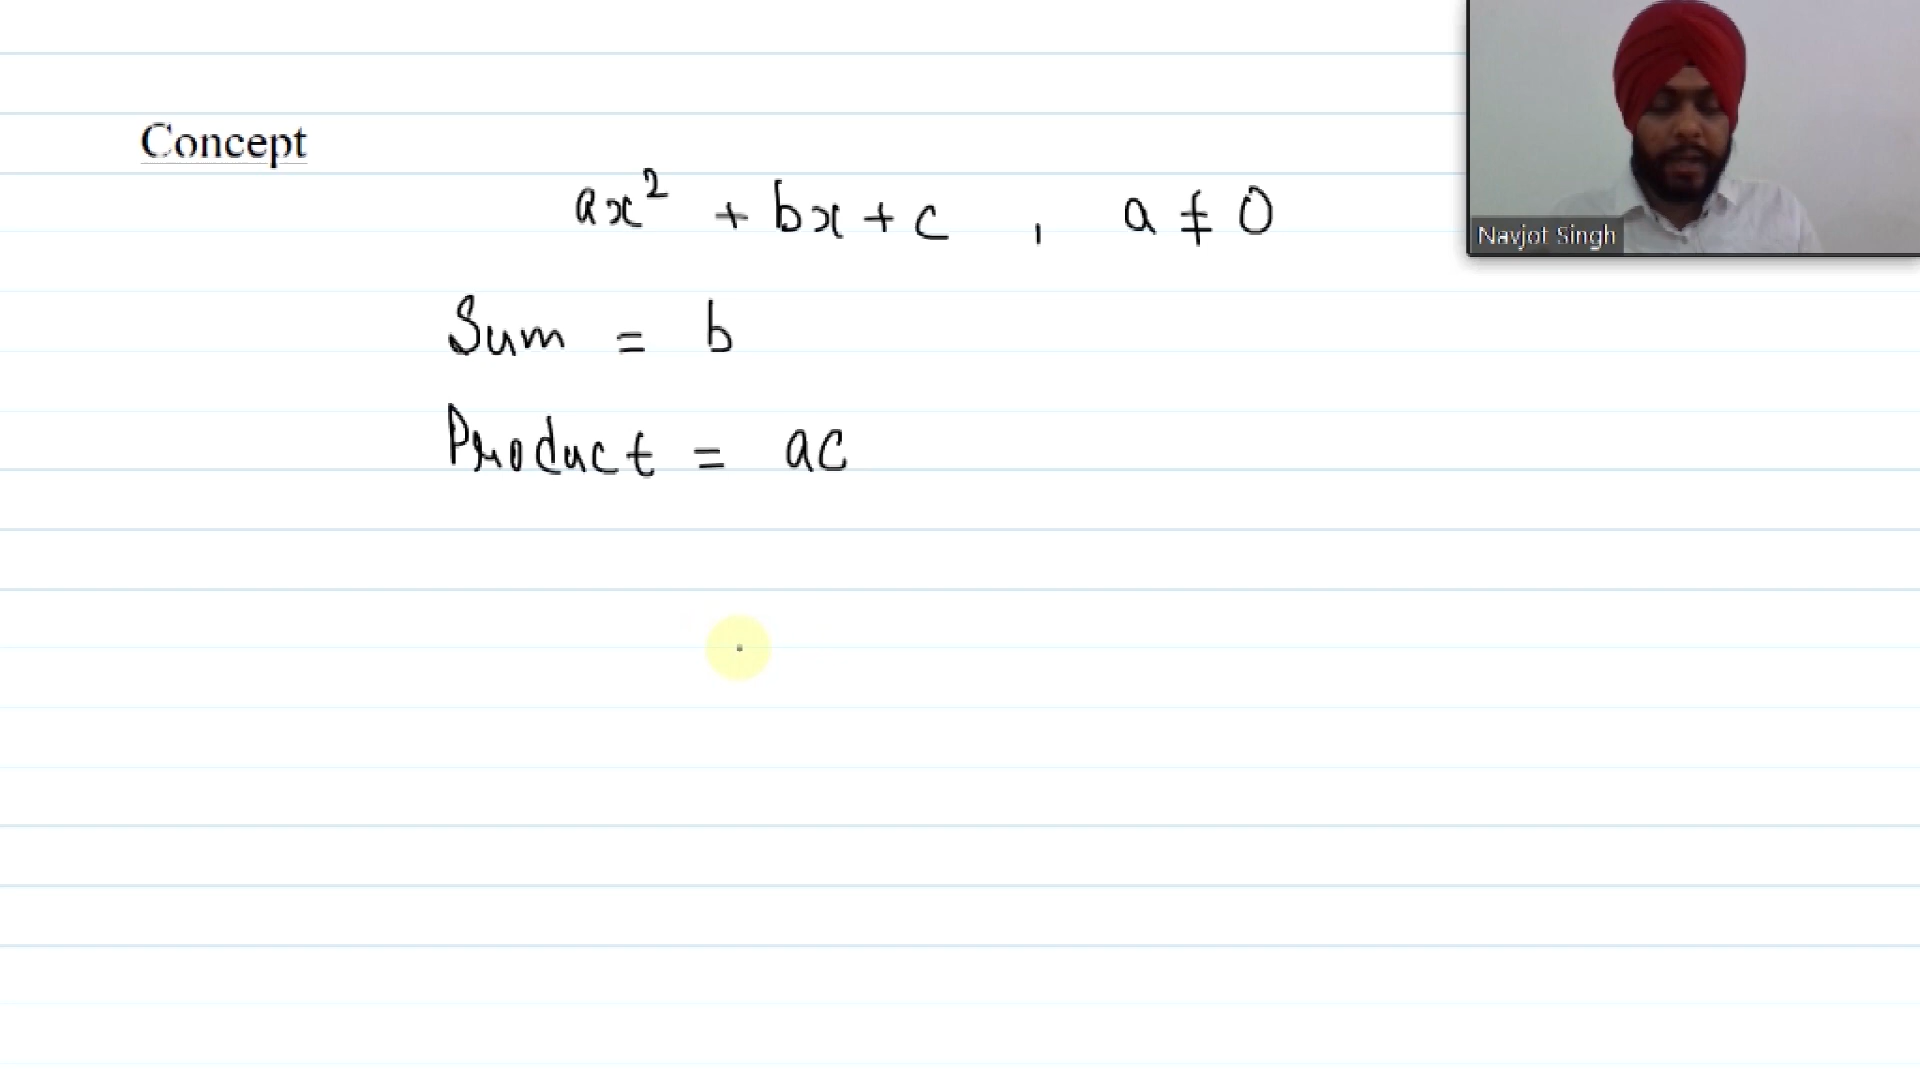 Concept
ax² + bx + c , a ≠ 0
Sum = b
Product = ac
Navjot Singh